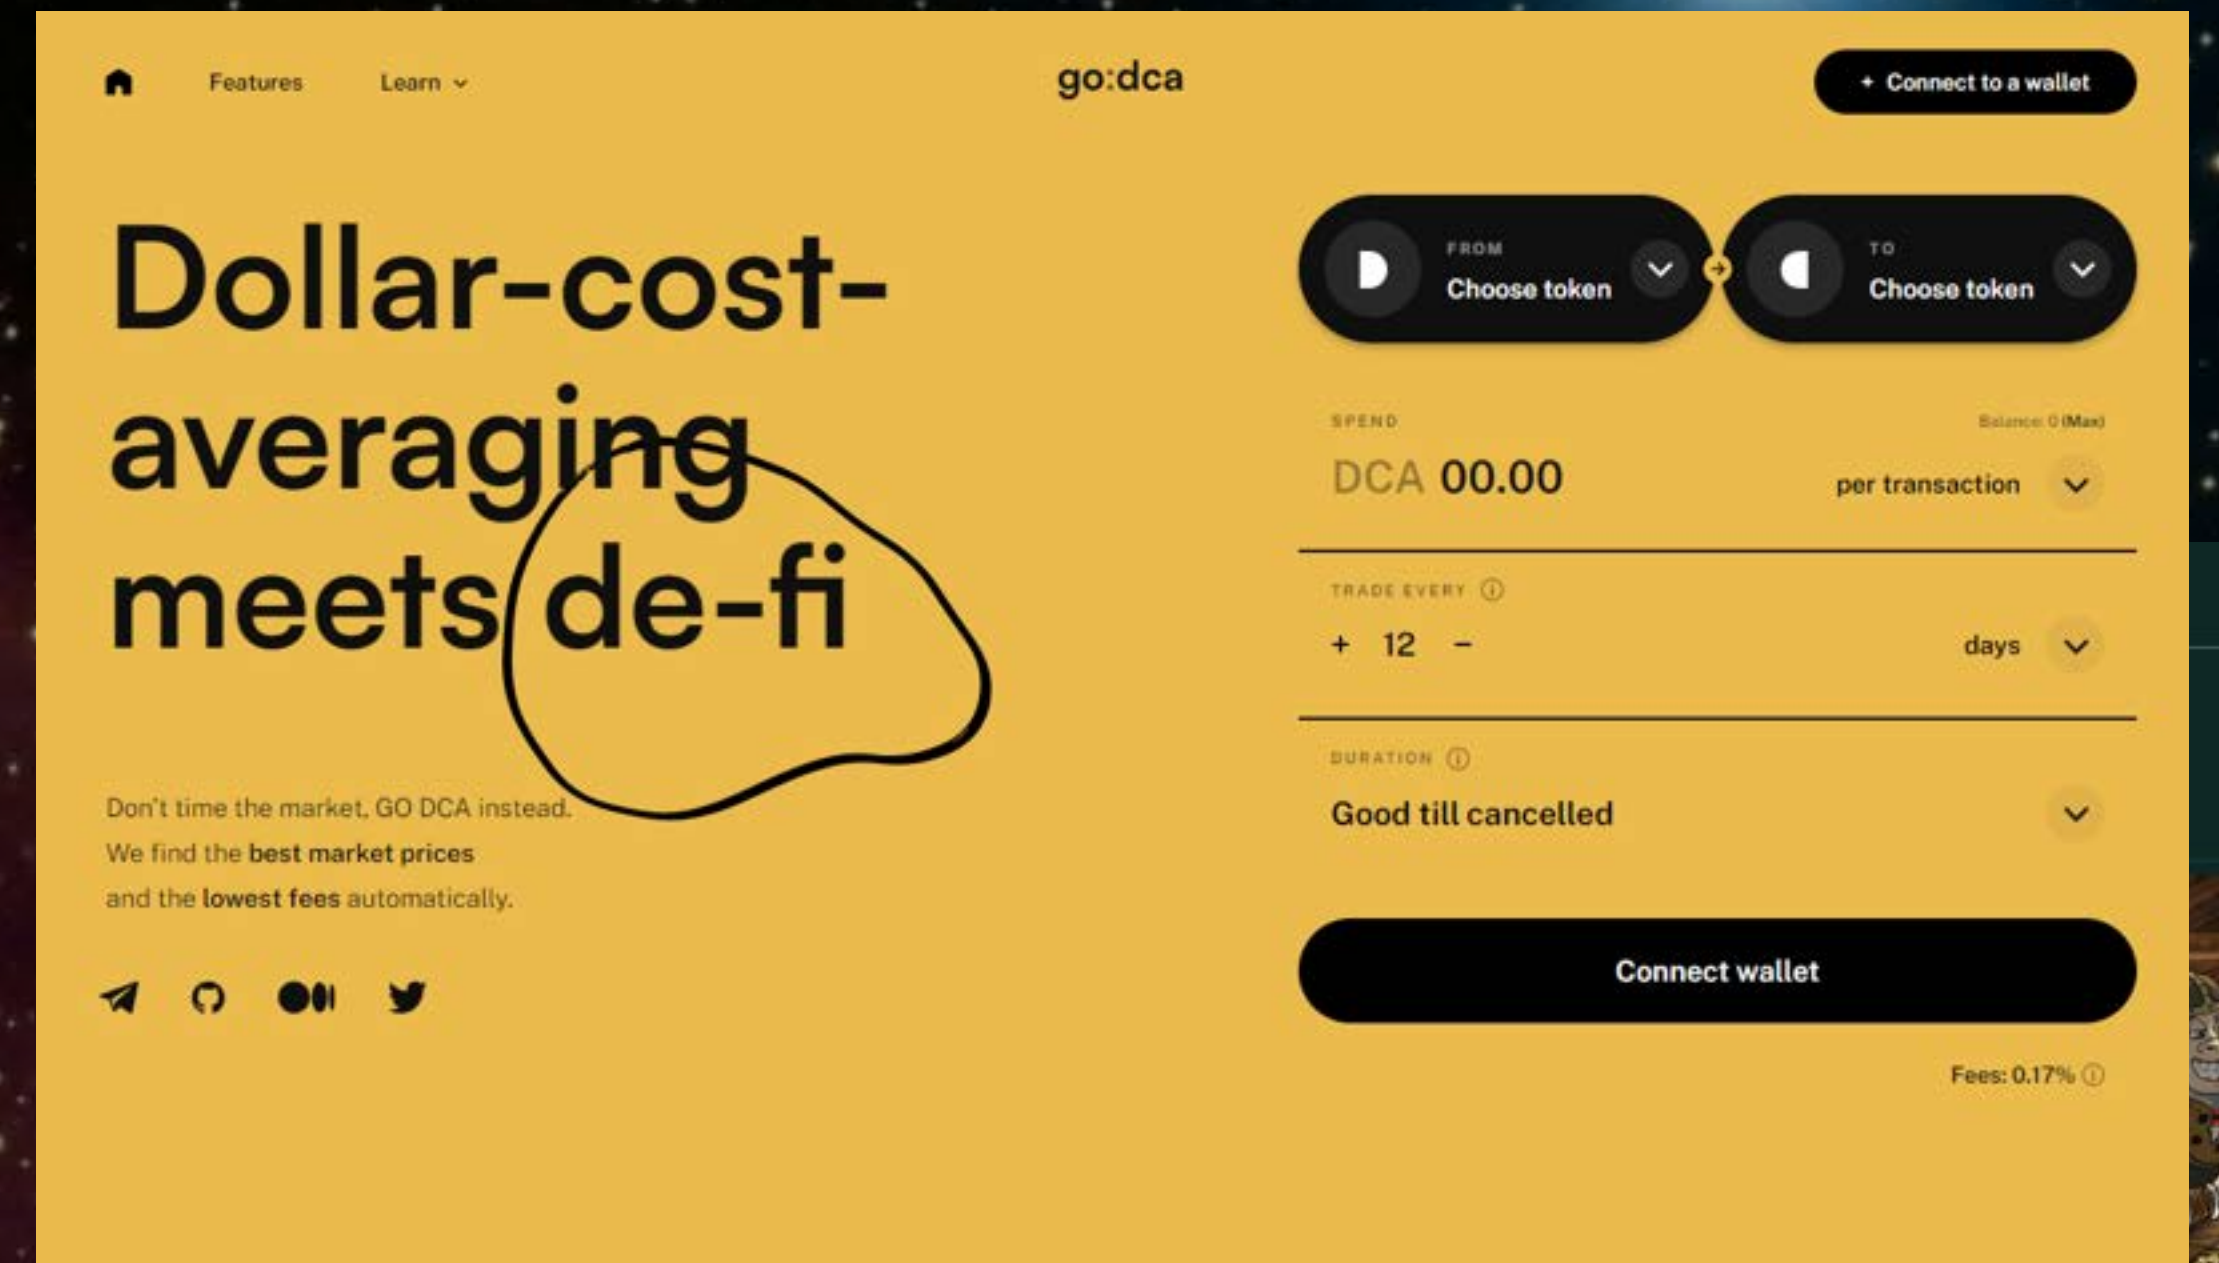 Features
Learn
go:dca
+ Connect to a wallet
Dollar-cost-
averaging
meets de-fi
Don't time the market, GO DCA instead.
We find the best market prices
and the lowest fees automatically.
FROM
Choose token
TO
Choose token
SPEND
Balance: 0 (Max)
DCA 00.00
per transaction
TRADE EVERY
+ 12 -
days
DURATION
Good till cancelled
Connect wallet
Fees: 0.17%